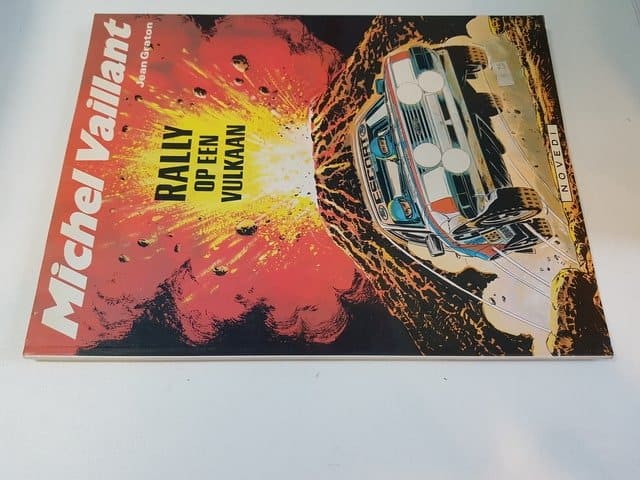 Michel Vaillant
Jean Graton
RALLY
OP EEN
VULKAAN
NOVEDI